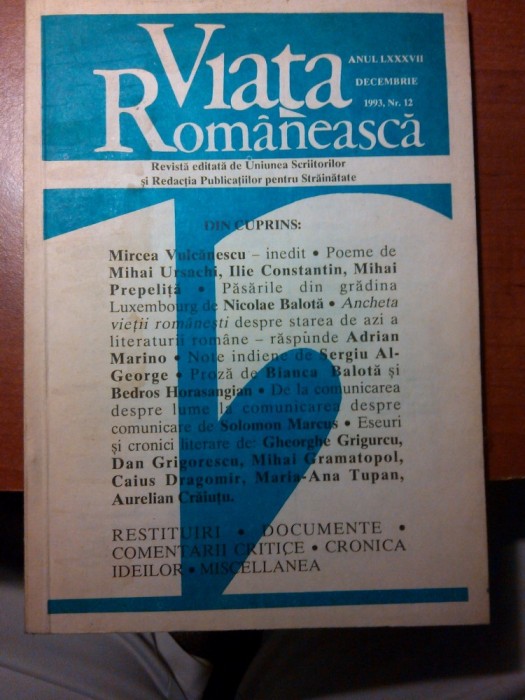 Viața
Românească
ANUL LXXXVII
DECEMBRIE
1993, Nr. 12
Revistă editată de Uniunea Scriitorilor
și Redacția Publicațiilor pentru Străinătate
12
DIN CUPRINS:
Mircea Vulcănescu – inedit • Poeme de
Mihai Ursachi, Ilie Constantin, Mihai
Prepeliță • Păsările din grădina
Luxembourg de Nicolae Balotă • Ancheta
vieții românești despre starea de azi a
literaturii române – răspunde Adrian
Marino • Note indiene de Sergiu Al-
George • Proză de Bianca Balotă și
Bedros Horasangian • De la comunicarea
despre lume la comunicarea despre
comunicare de Solomon Marcus • Eseuri
și cronici literare de: Gheorghe Grigurcu,
Dan Grigorescu, Mihai Gramatopol,
Caius Dragomir, Maria-Ana Tupan,
Aurelian Crăiuțu.
RESTITUIRI • DOCUMENTE •
COMENTARII CRITICE • CRONICA
IDEILOR • MISCELLANEA